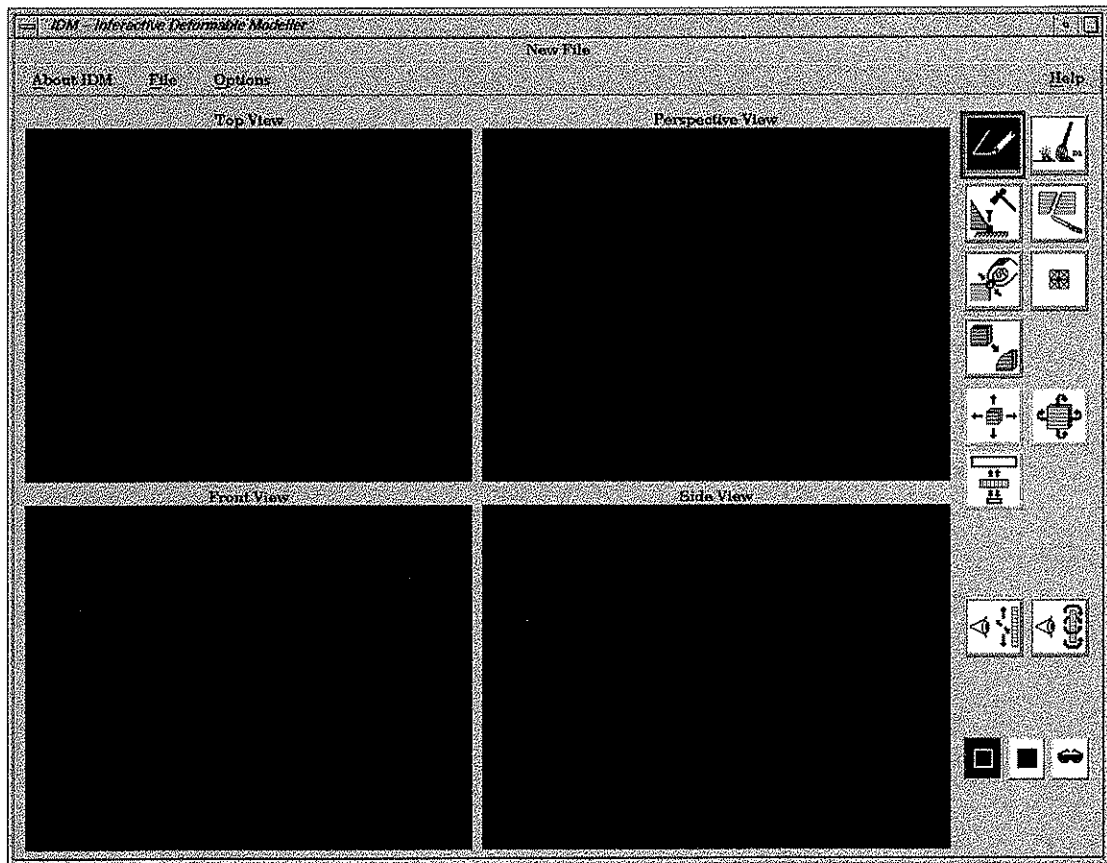 IDM - Interactive Deformable Modeller
New File
About IDM File Options Help
Top View Perspective View
Front View Side View